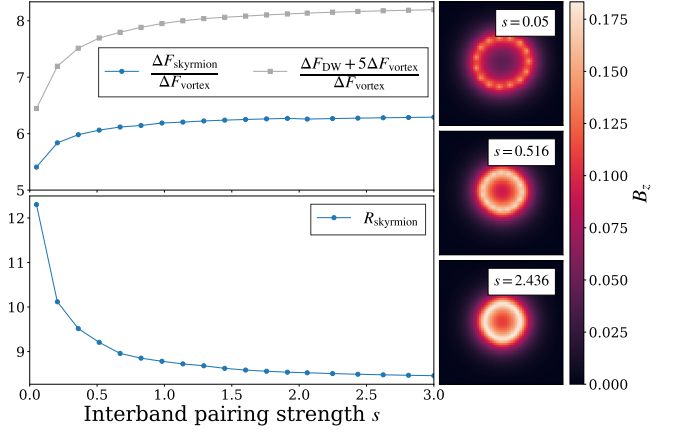 8
7
6
5
ΔF_skyrmion / ΔF_vortex
ΔF_DW + 5ΔF_vortex / ΔF_vortex
12
11
10
9
R_skyrmion
0.0 0.5 1.0 1.5 2.0 2.5 3.0
Interband pairing strength s
s = 0.05
s = 0.516
s = 2.436
0.175
0.150
0.125
0.100
0.075
0.050
0.025
0.000
B_z